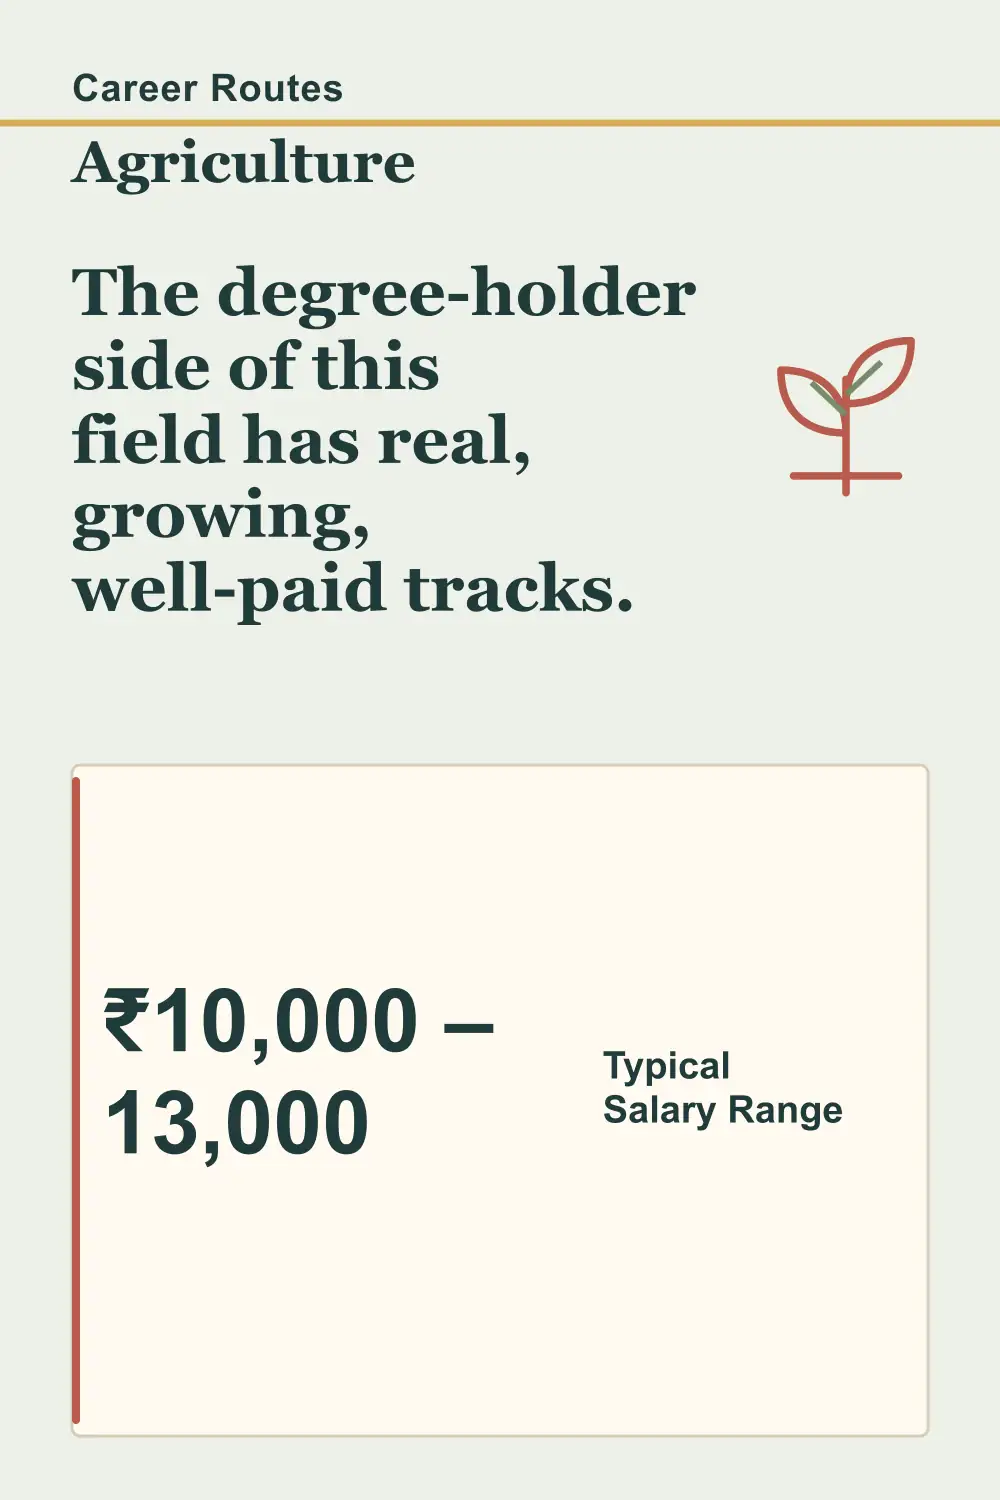 Career Routes
Agriculture
The degree-holder
side of this
field has real,
growing,
well-paid tracks.
₹10,000 –
13,000
Typical
Salary Range